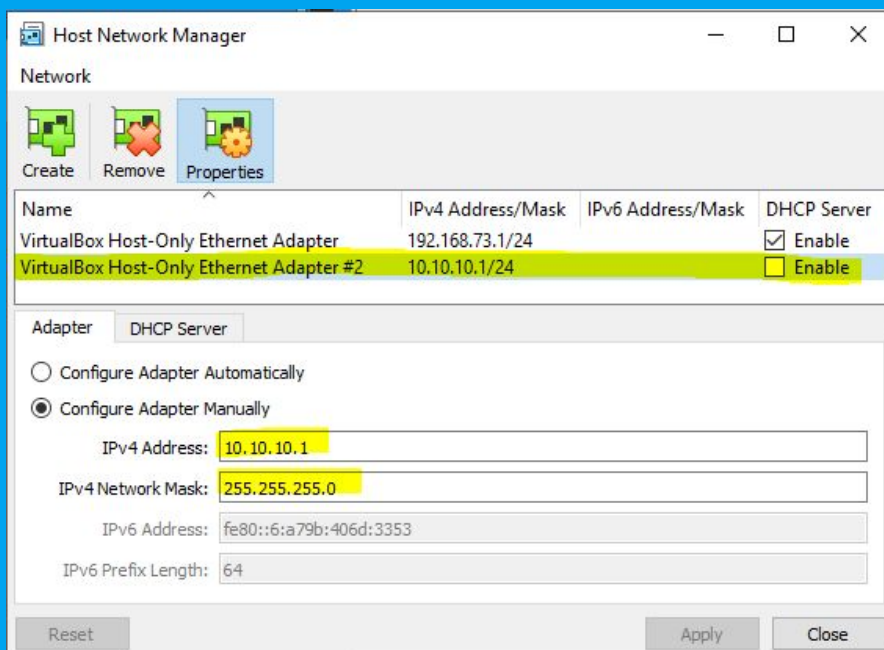 Host Network Manager
Network
Create Remove Properties
Name IPv4 Address/Mask IPv6 Address/Mask DHCP Server
VirtualBox Host-Only Ethernet Adapter 192.168.73.1/24 Enable
VirtualBox Host-Only Ethernet Adapter #2 10.10.10.1/24 Enable
Adapter DHCP Server
Configure Adapter Automatically
Configure Adapter Manually
IPv4 Address: 10.10.10.1
IPv4 Network Mask: 255.255.255.0
IPv6 Address: fe80::6:a79b:406d:3353
IPv6 Prefix Length: 64
Reset Apply Close